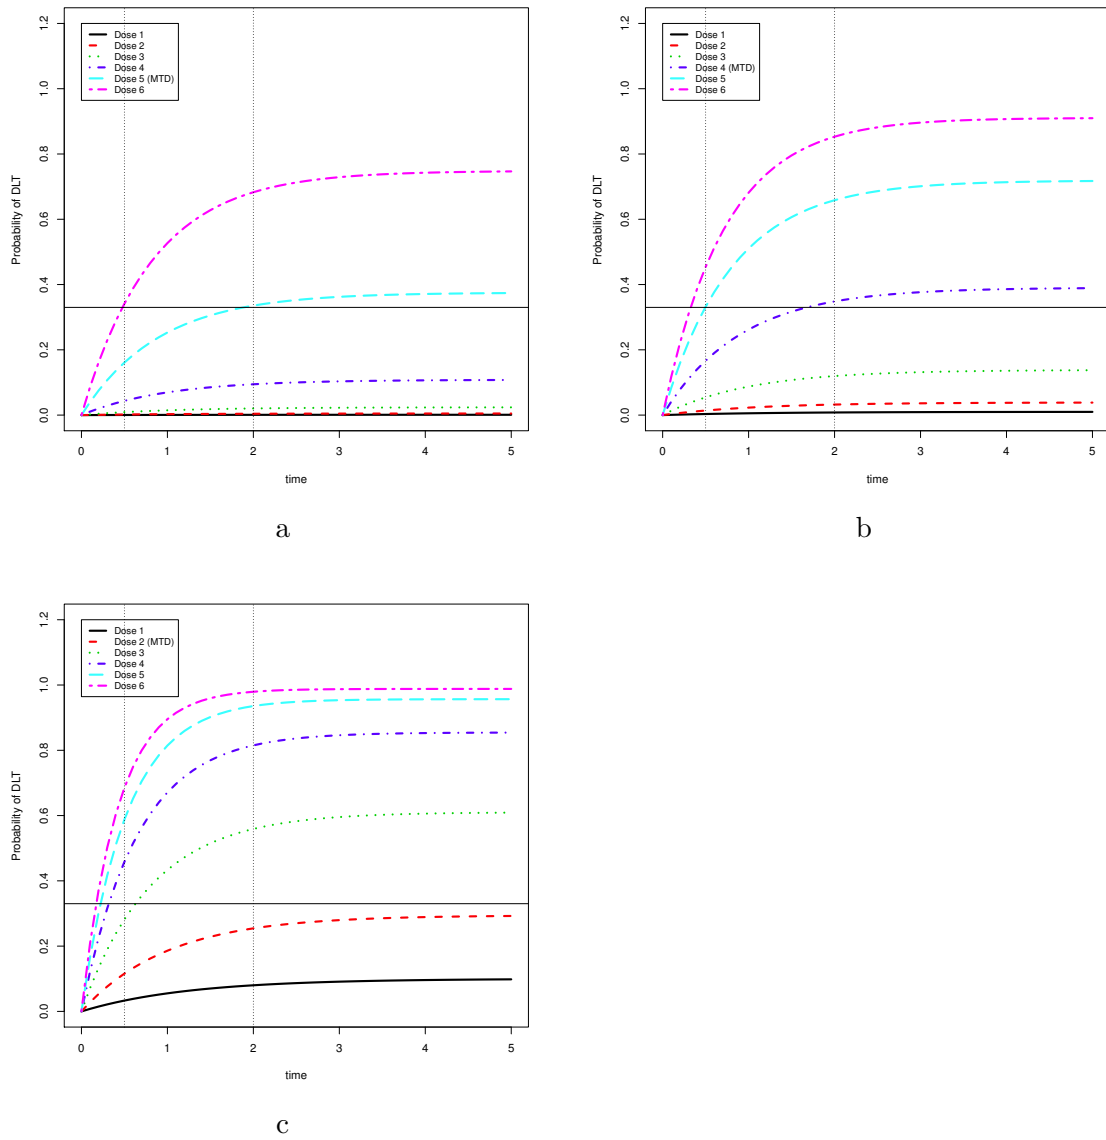 Probability of DLT
1.2
1.0
0.8
0.6
0.4
0.2
0.0
Dose 1
Dose 2
Dose 3
Dose 4
Dose 5 (MTD)
Dose 6
0 1 2 3 4 5
time
a
Probability of DLT
1.2
1.0
0.8
0.6
0.4
0.2
0.0
Dose 1
Dose 2
Dose 3
Dose 4 (MTD)
Dose 5
Dose 6
0 1 2 3 4 5
time
b
Probability of DLT
1.2
1.0
0.8
0.6
0.4
0.2
0.0
Dose 1
Dose 2 (MTD)
Dose 3
Dose 4
Dose 5
Dose 6
0 1 2 3 4 5
time
c